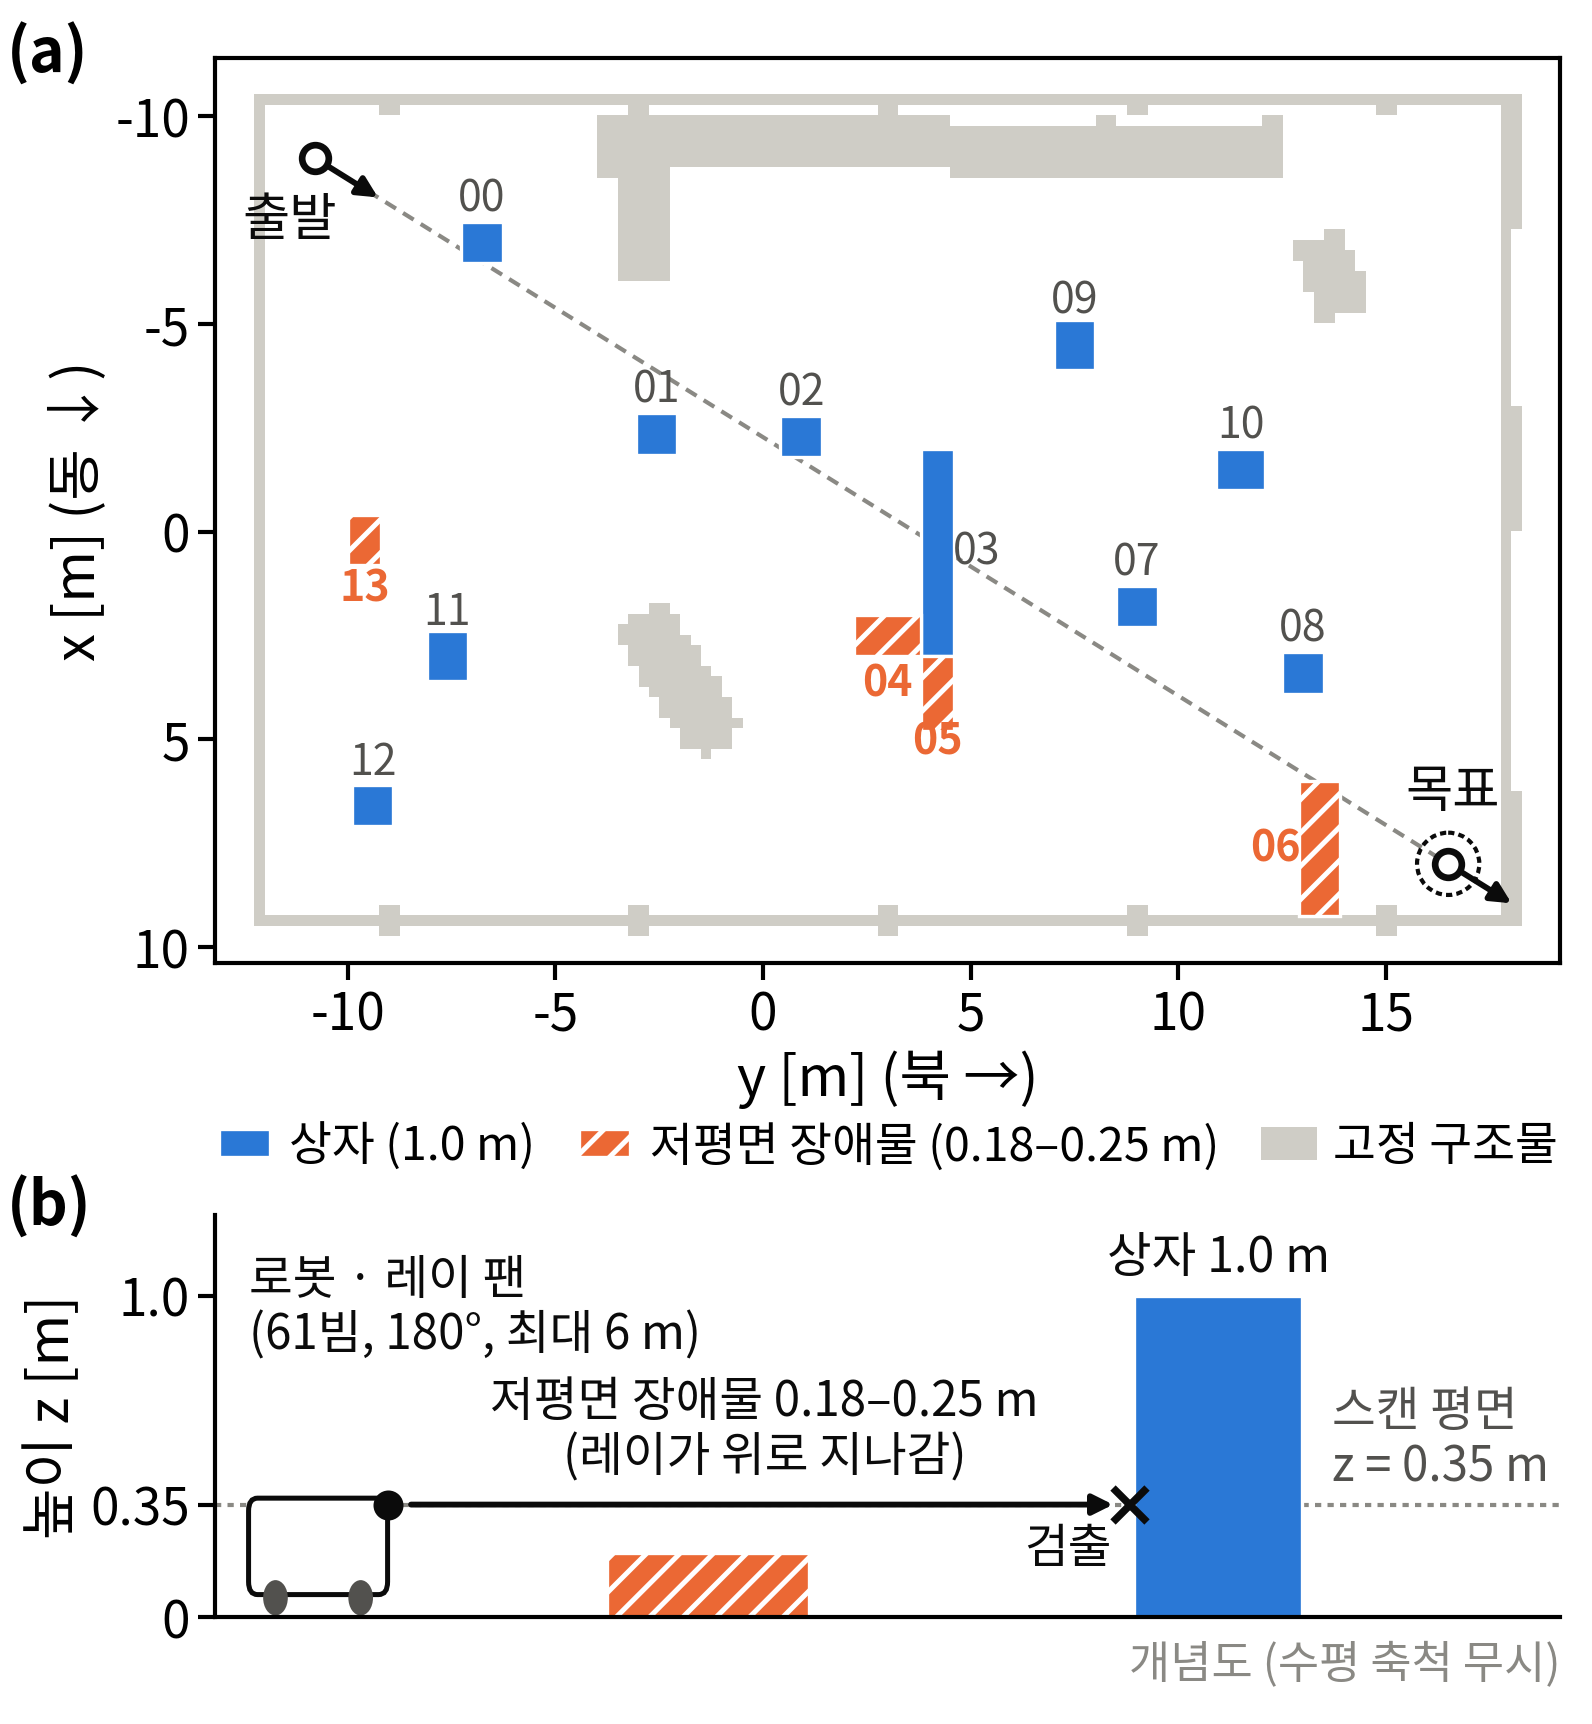 (a)
-10
-5
0
5
10
x [m] (동 →)
출발
00
01
02
03
04
05
06
07
08
09
10
11
12
13
목표
-10
-5
0
5
10
15
y [m] (북 →)
상자 (1.0 m)
저평면 장애물 (0.18–0.25 m)
고정 구조물
(b)
높이 z [m]
1.0
0.35
0
로봇 · 레이 팬
(61빔, 180°, 최대 6 m)
저평면 장애물 0.18–0.25 m
(레이가 위로 지나감)
상자 1.0 m
스캔 평면
z = 0.35 m
검출
개념도 (수평 축척 무시)